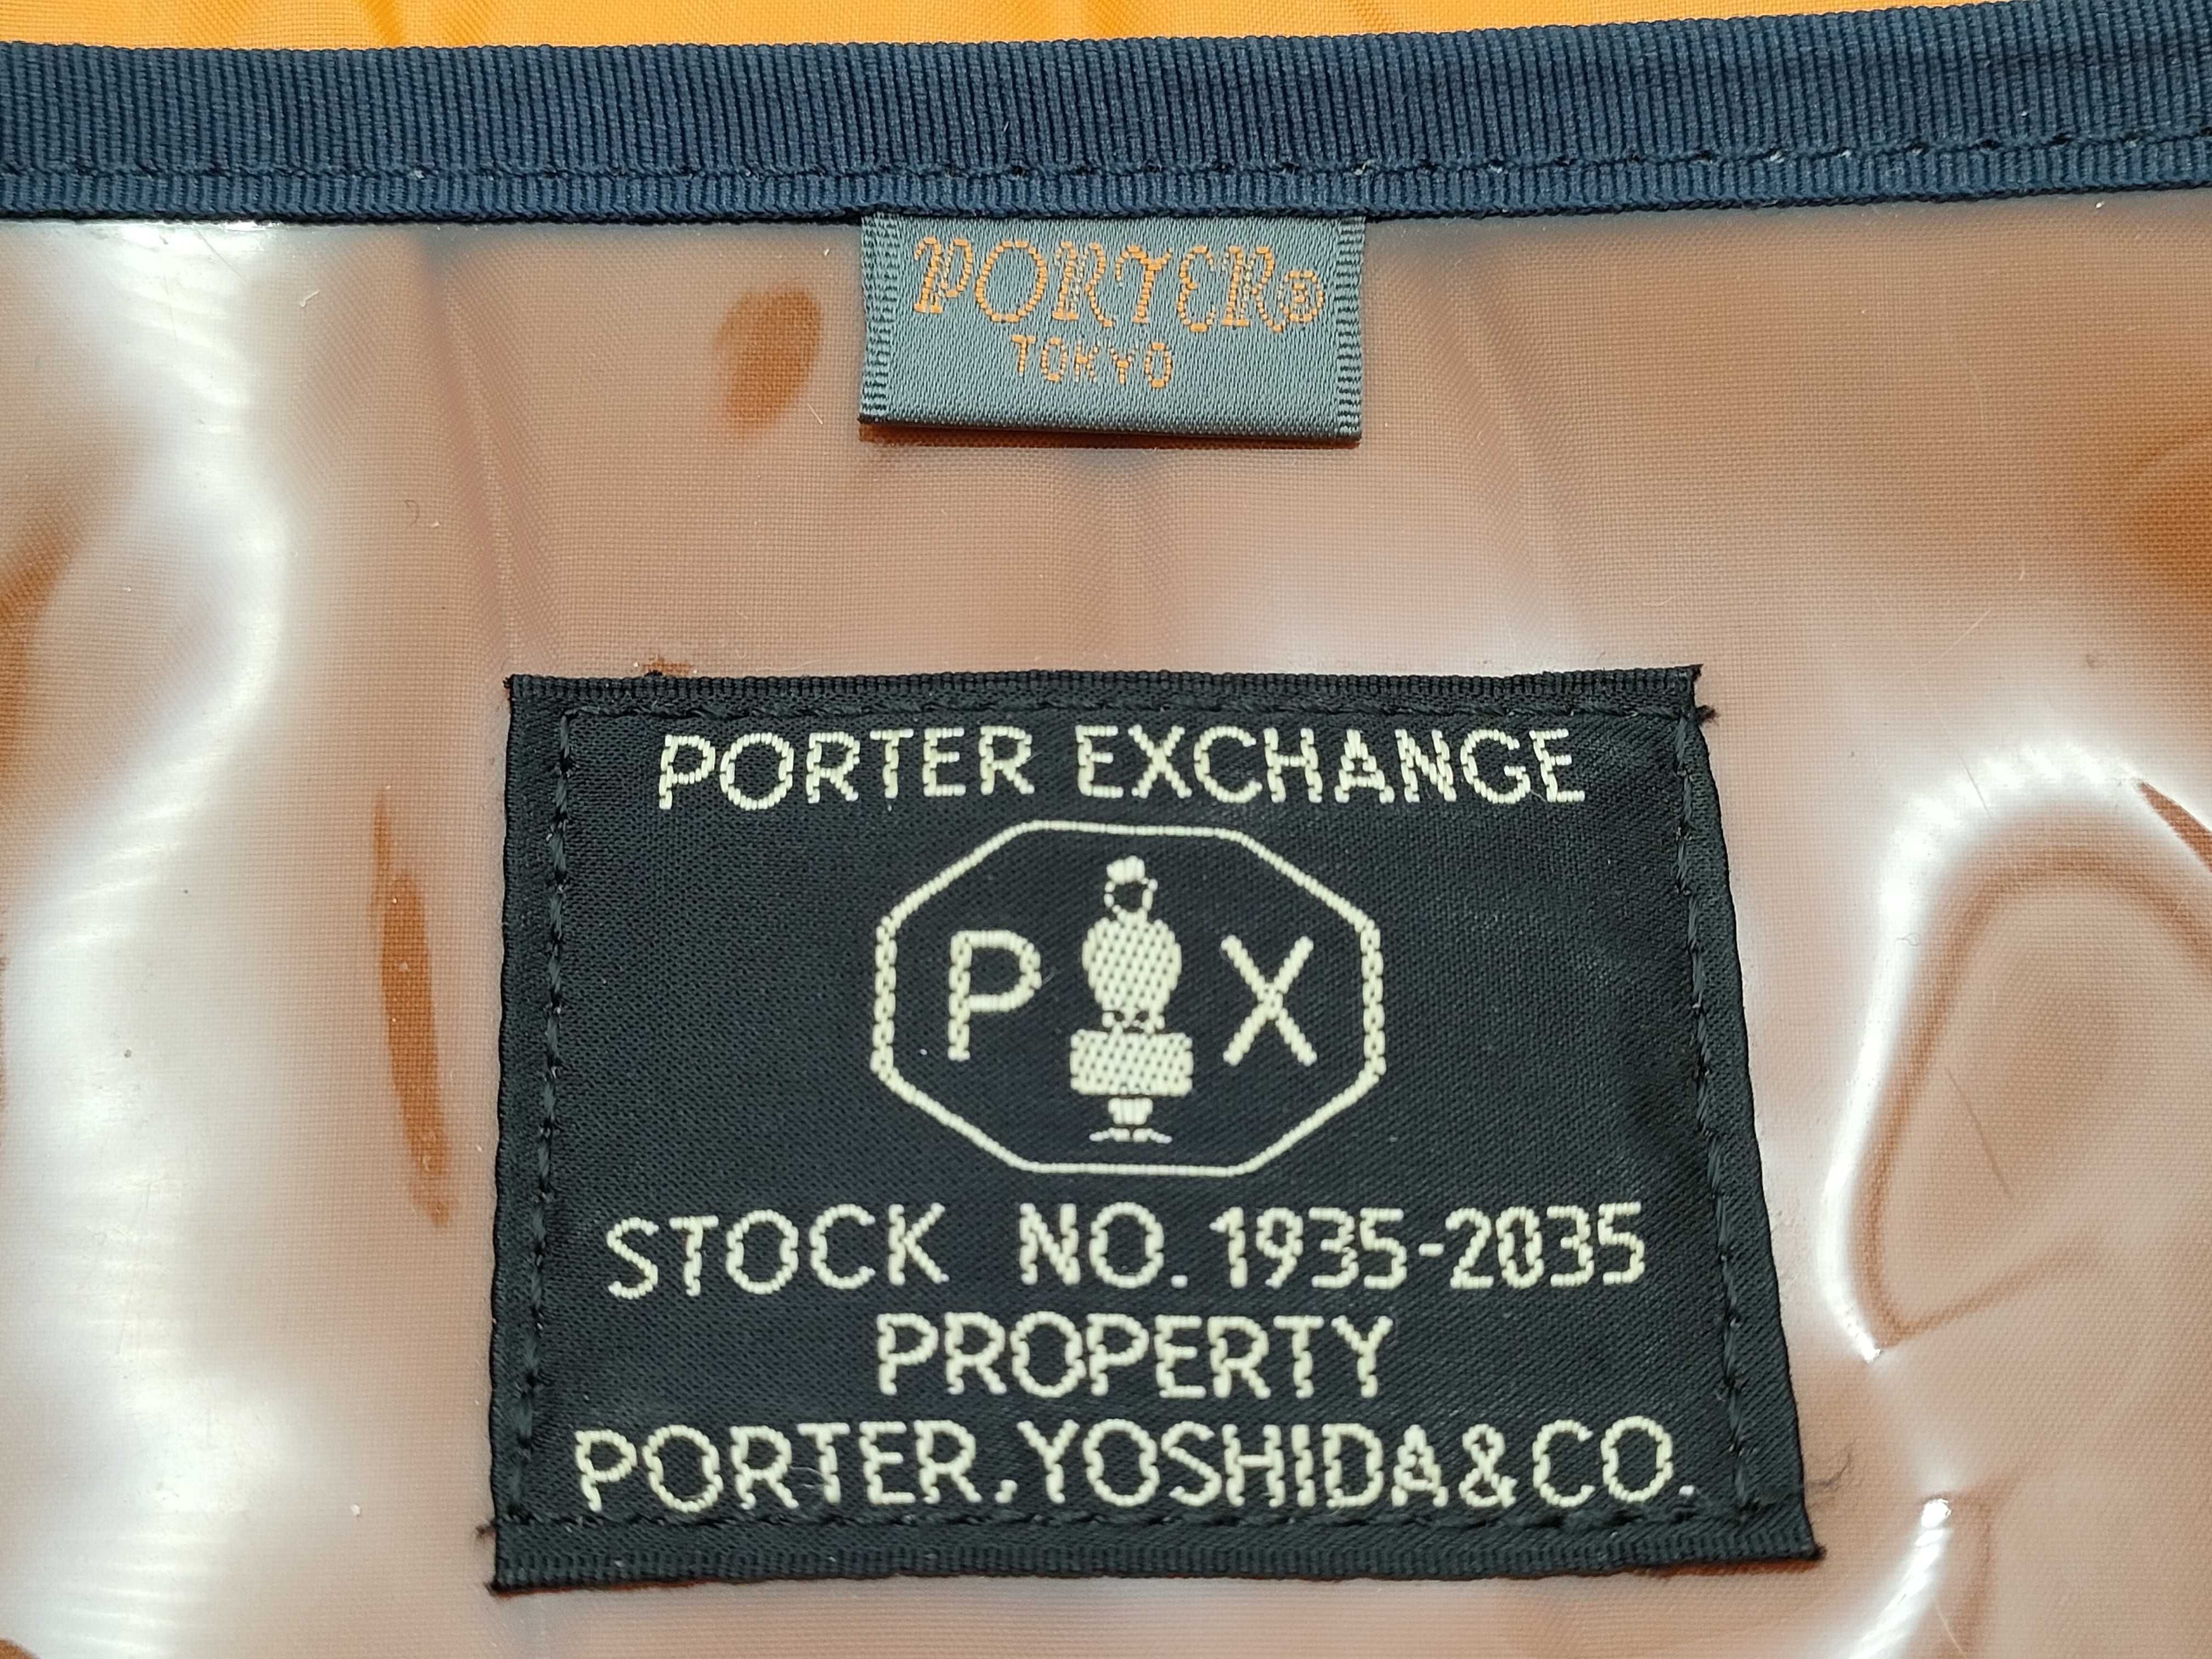 PORTER®
TOKYO
PORTER EXCHANGE
P X
STOCK NO. 1935-2035
PROPERTY
PORTER,YOSHIDA&CO.